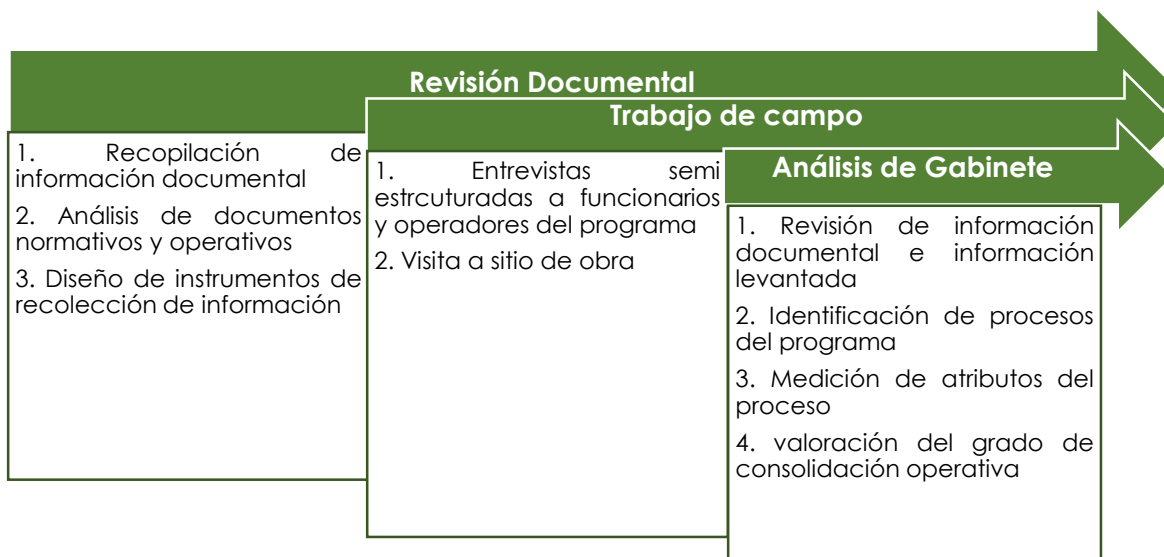 Revisión Documental
Trabajo de campo
Análisis de Gabinete
1. Recopilación de
información documental
2. Análisis de documentos
normativos y operativos
3. Diseño de instrumentos de
recolección de información
1. Entrevistas semi
estrcuturadas a funcionarios
y operadores del programa
2. Visita a sitio de obra
1. Revisión de información
documental e información
levantada
2. Identificación de procesos
del programa
3. Medición de atributos del
proceso
4. valoración del grado de
consolidación operativa